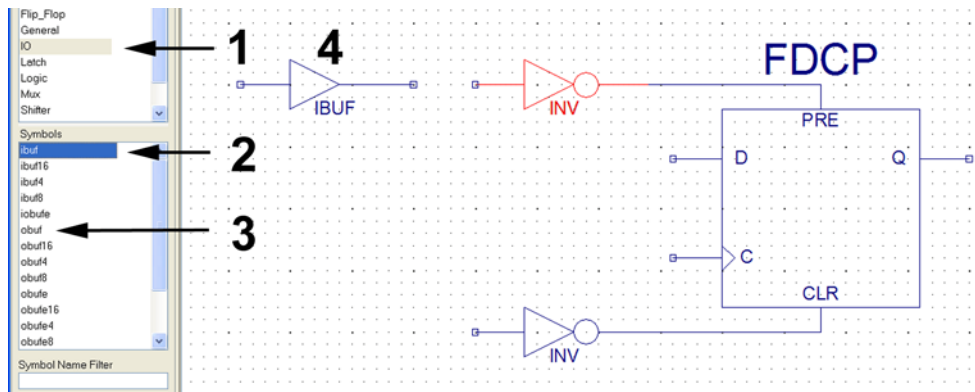 Flip_Flop
General
IO
Latch
Logic
Mux
Shifter
Symbols
ibuf
ibuf16
ibuf4
ibuf8
iobufe
obuf
obuf16
obuf4
obuf8
obufe
obufe16
obufe4
obufe8
Symbol Name Filter
1
2
3
4
IBUF
INV
FDCP
PRE
D
Q
C
CLR
INV